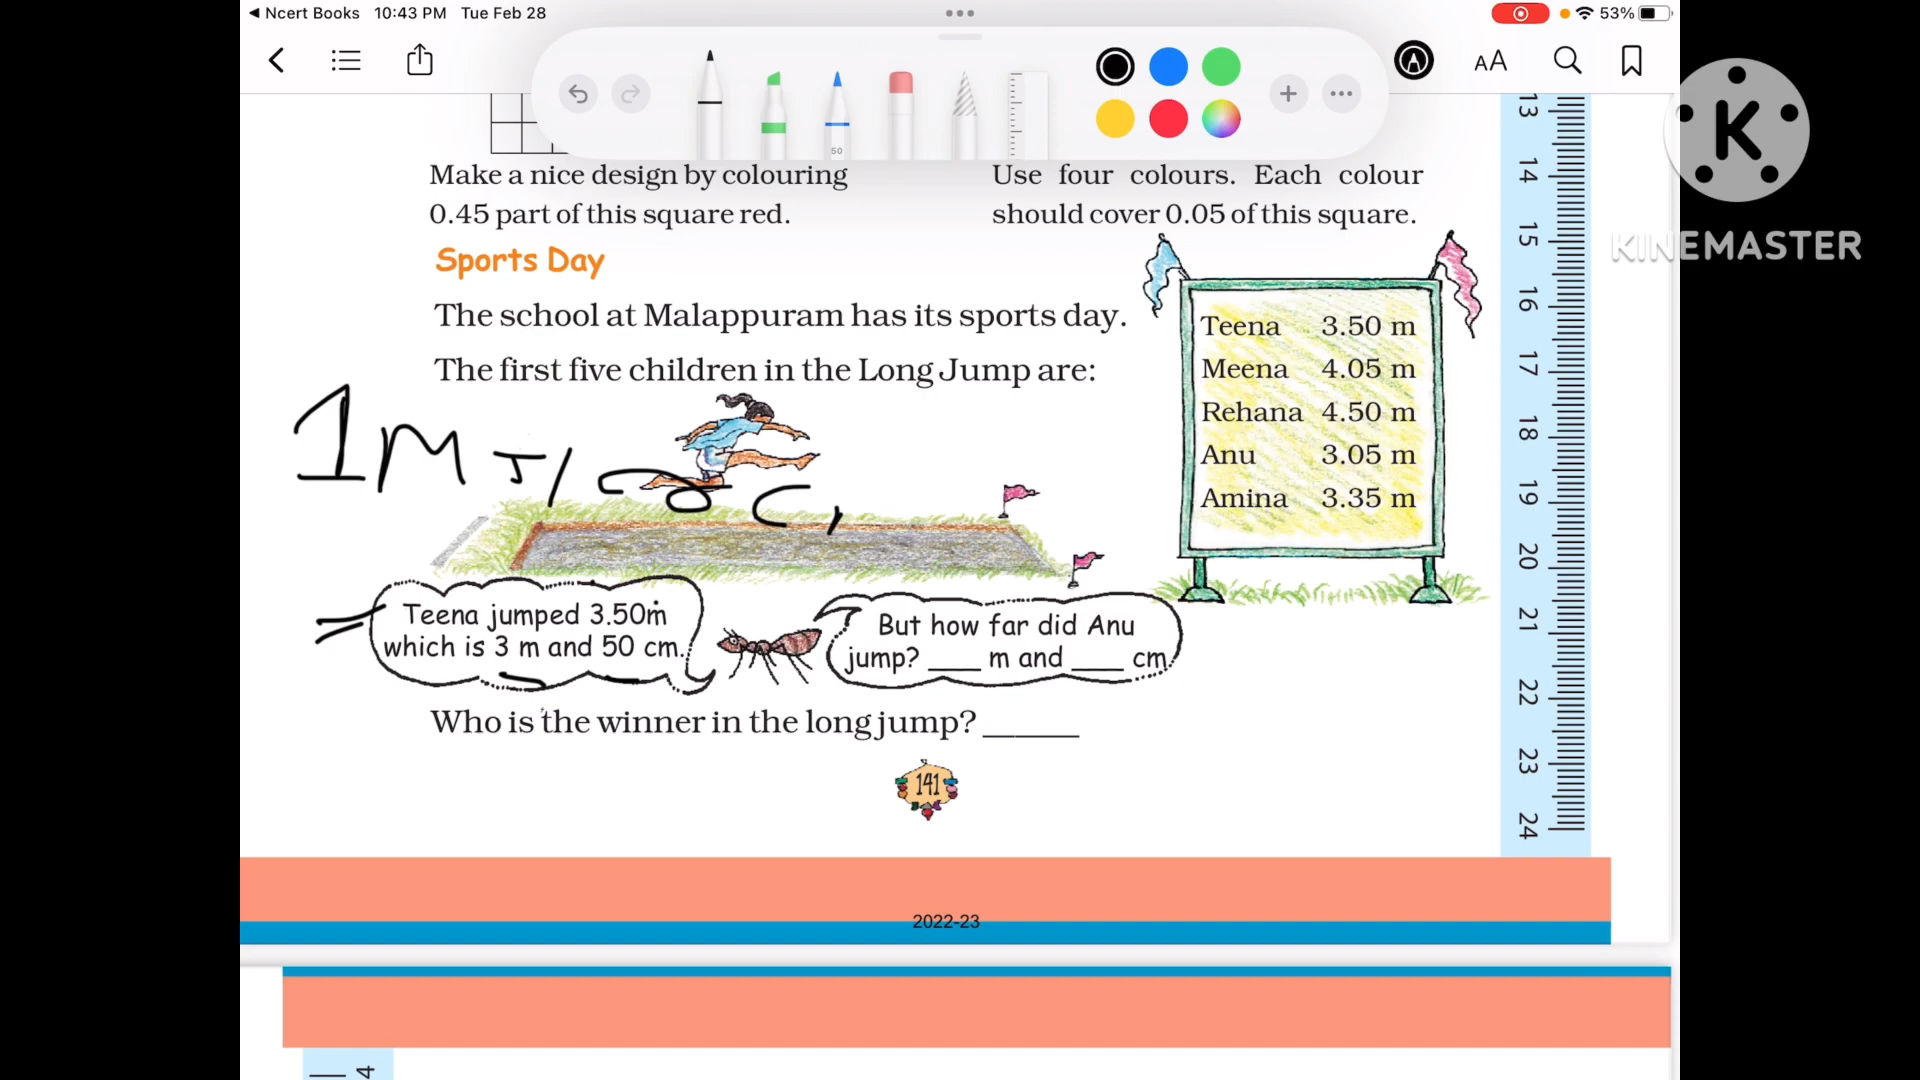 Ncert Books 10:43 PM Tue Feb 28
53%
AA
50
K
KINEMASTER
Make a nice design by colouring
0.45 part of this square red.
Use four colours. Each colour
should cover 0.05 of this square.
Sports Day
The school at Malappuram has its sports day.
The first five children in the Long Jump are:
Teena 3.50 m
Meena 4.05 m
Rehana 4.50 m
Anu 3.05 m
Amina 3.35 m
1m
Teena jumped 3.50m
which is 3 m and 50 cm.
But how far did Anu
jump? ____ m and ____ cm
Who is the winner in the long jump? ______
141
13
14
15
16
17
18
19
20
21
22
23
24
2022-23
4